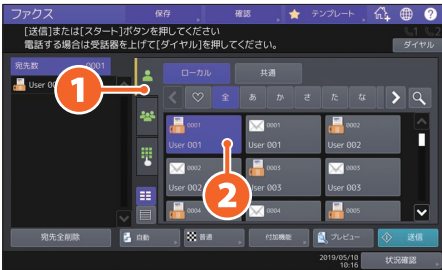 ファクス 保存 確認 テンプレート
[送信]または[スタート]ボタンを押してください
電話する場合は受話器を上げて[ダイヤル]を押してください。
ダイヤル
宛先数 0001
User 00
1
ローカル 共通
全 あ か さ た な
0001 0001 0002
User 001 User 001 User 002
0002 0003 0003
User 002 User 003 User 003
2
0004 0004 0005
宛先全削除 自動 普通 付加機能 プレビュー 送信
2019/05/10
10:16
状況確認